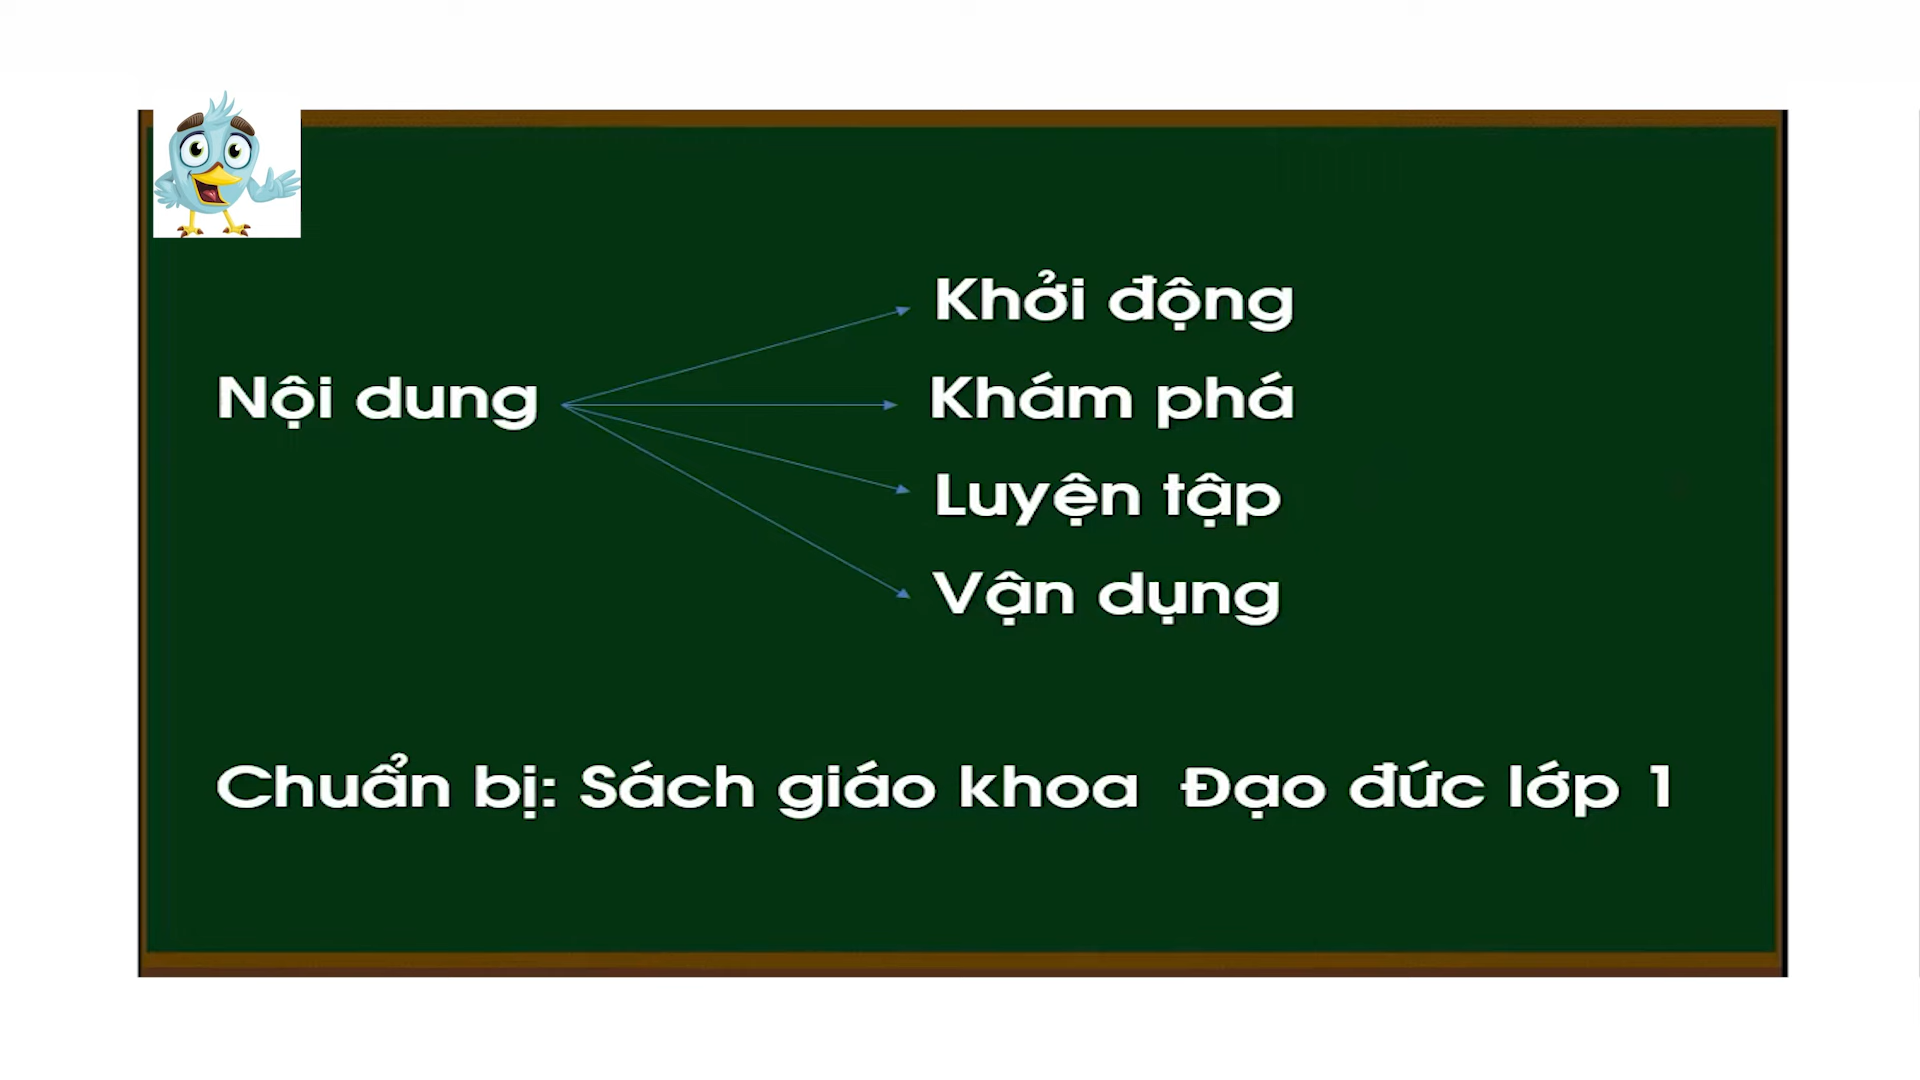 Khởi động
Nội dung
Khám phá
Luyện tập
Vận dụng
Chuẩn bị: Sách giáo khoa Đạo đức lớp 1